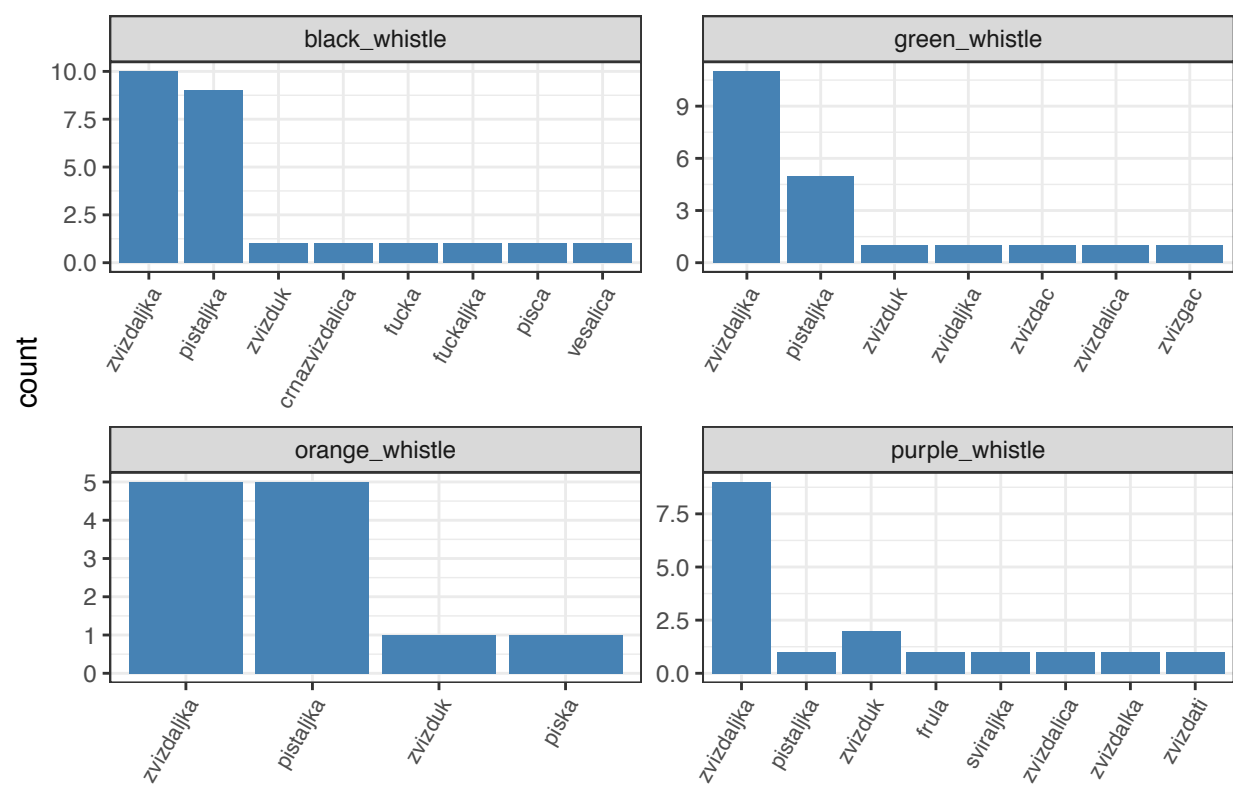 black_whistle
10.0
7.5
5.0
2.5
0.0
zvizdaljka
pistaljka
zvizduk
crnazvizdalica
fucka
fuckaljka
pisca
vesalica
green_whistle
9
6
3
0
zvizdaljka
pistaljka
zvizduk
zvidaljka
zvizdac
zvizdalica
zvizgac
count
orange_whistle
5
4
3
2
1
0
zvizdaljka
pistaljka
zvizduk
piska
purple_whistle
7.5
5.0
2.5
0.0
zvizdaljka
pistaljka
zvizduk
frula
sviraljka
zvizdalica
zvizdalka
zvizdati